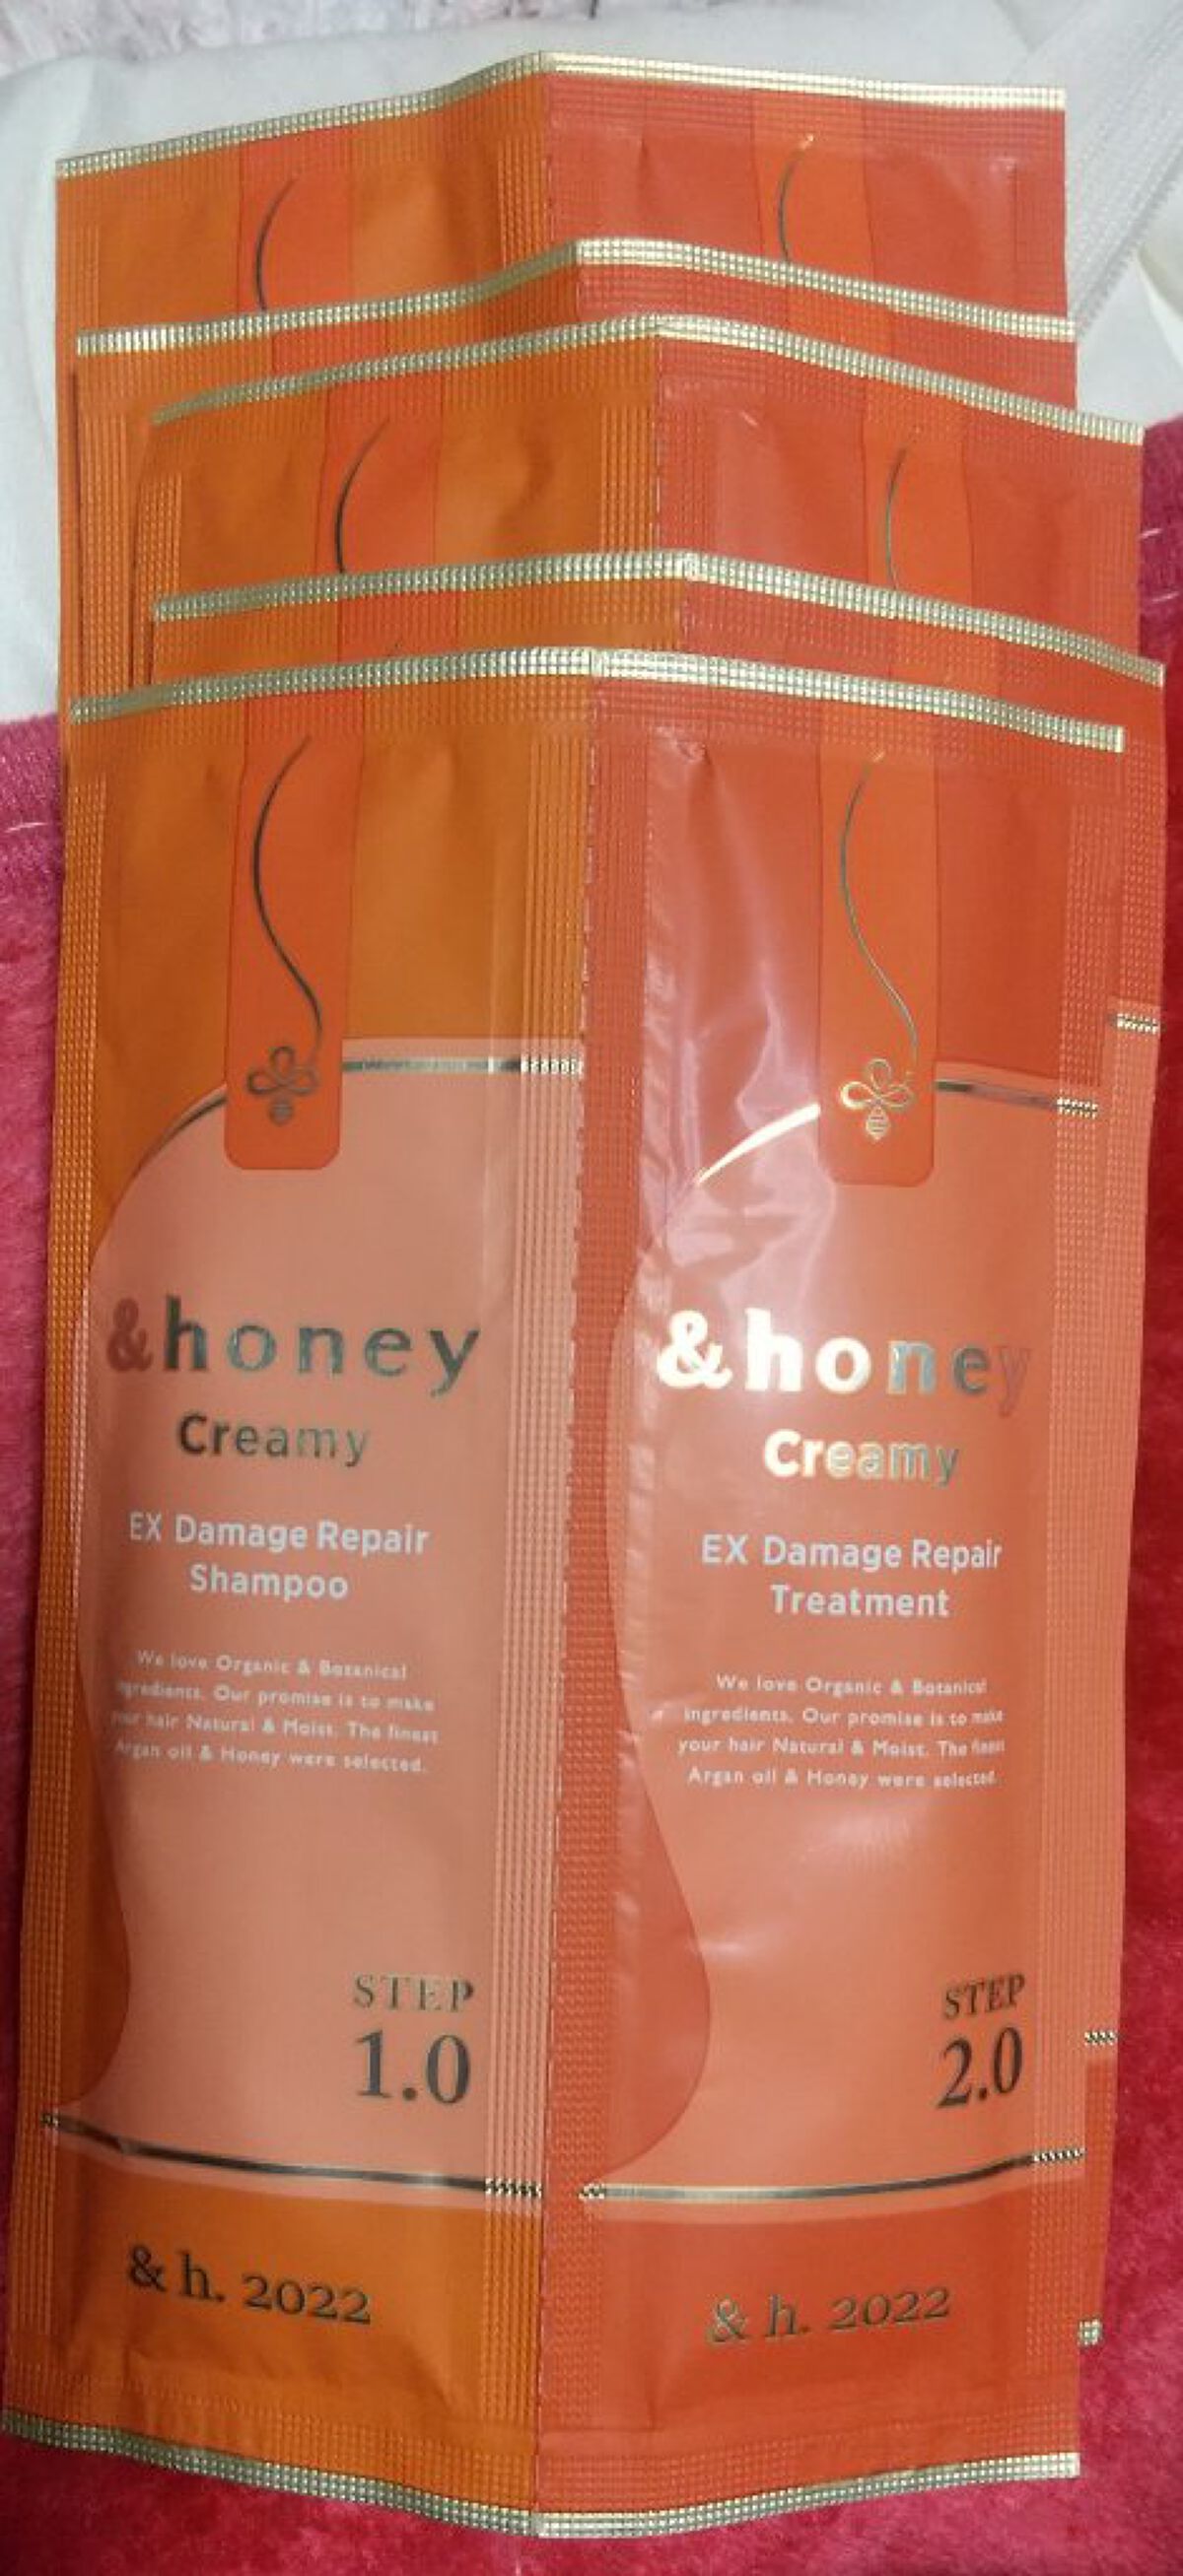 &honey
Creamy
EX Damage Repair
Shampoo
We love Organic & Botanical
ingredients. Our promise is to make
your hair Natural & Moist. The finest
Argan oil & Honey were selected.
STEP
1.0
& h. 2022
&honey
Creamy
EX Damage Repair
Treatment
We love Organic & Botanical
ingredients. Our promise is to make
your hair Natural & Moist. The finest
Argan oil & Honey were selected.
STEP
2.0
& h. 2022